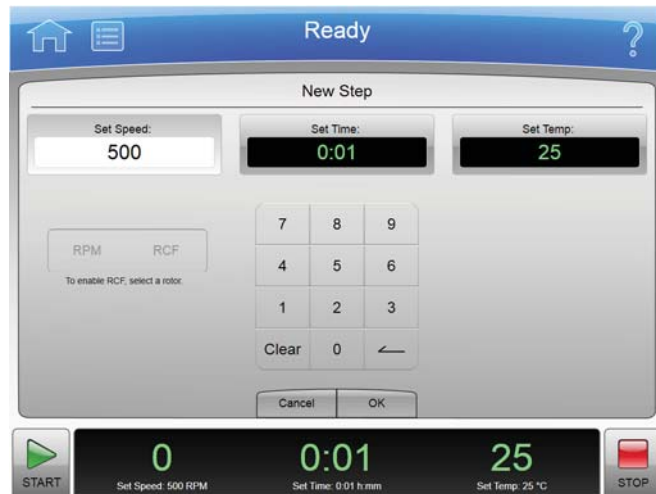 Ready
?
New Step
Set Speed:
500
Set Time:
0:01
Set Temp:
25
RPM RCF
To enable RCF, select a rotor.
7 8 9
4 5 6
1 2 3
Clear 0
Cancel OK
START
0
Set Speed: 500 RPM
0:01
Set Time: 0:01 h:mm
25
Set Temp: 25 °C
STOP